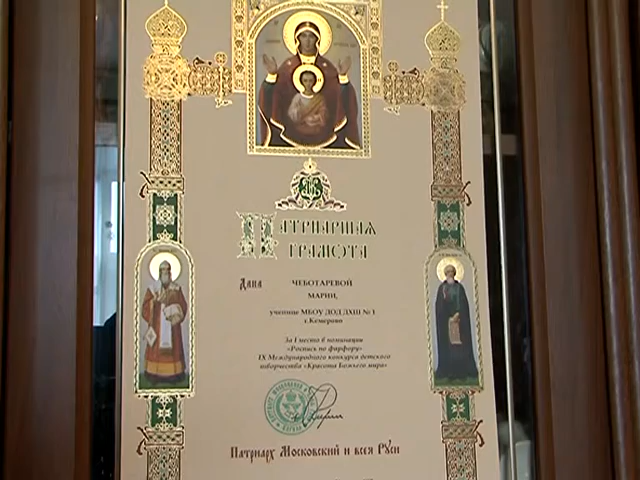 Патриаршая
грамота
Дана ЧЕБОТАРЕВОЙ
МАРИИ,
ученице МБОУ ДОД ДХШ № 1
г. Кемерово
За I место в номинации
«Роспись по фарфору»
IX Международного конкурса детского
творчества «Красота Божьего мира»
Патриарх Московский и всея Руси